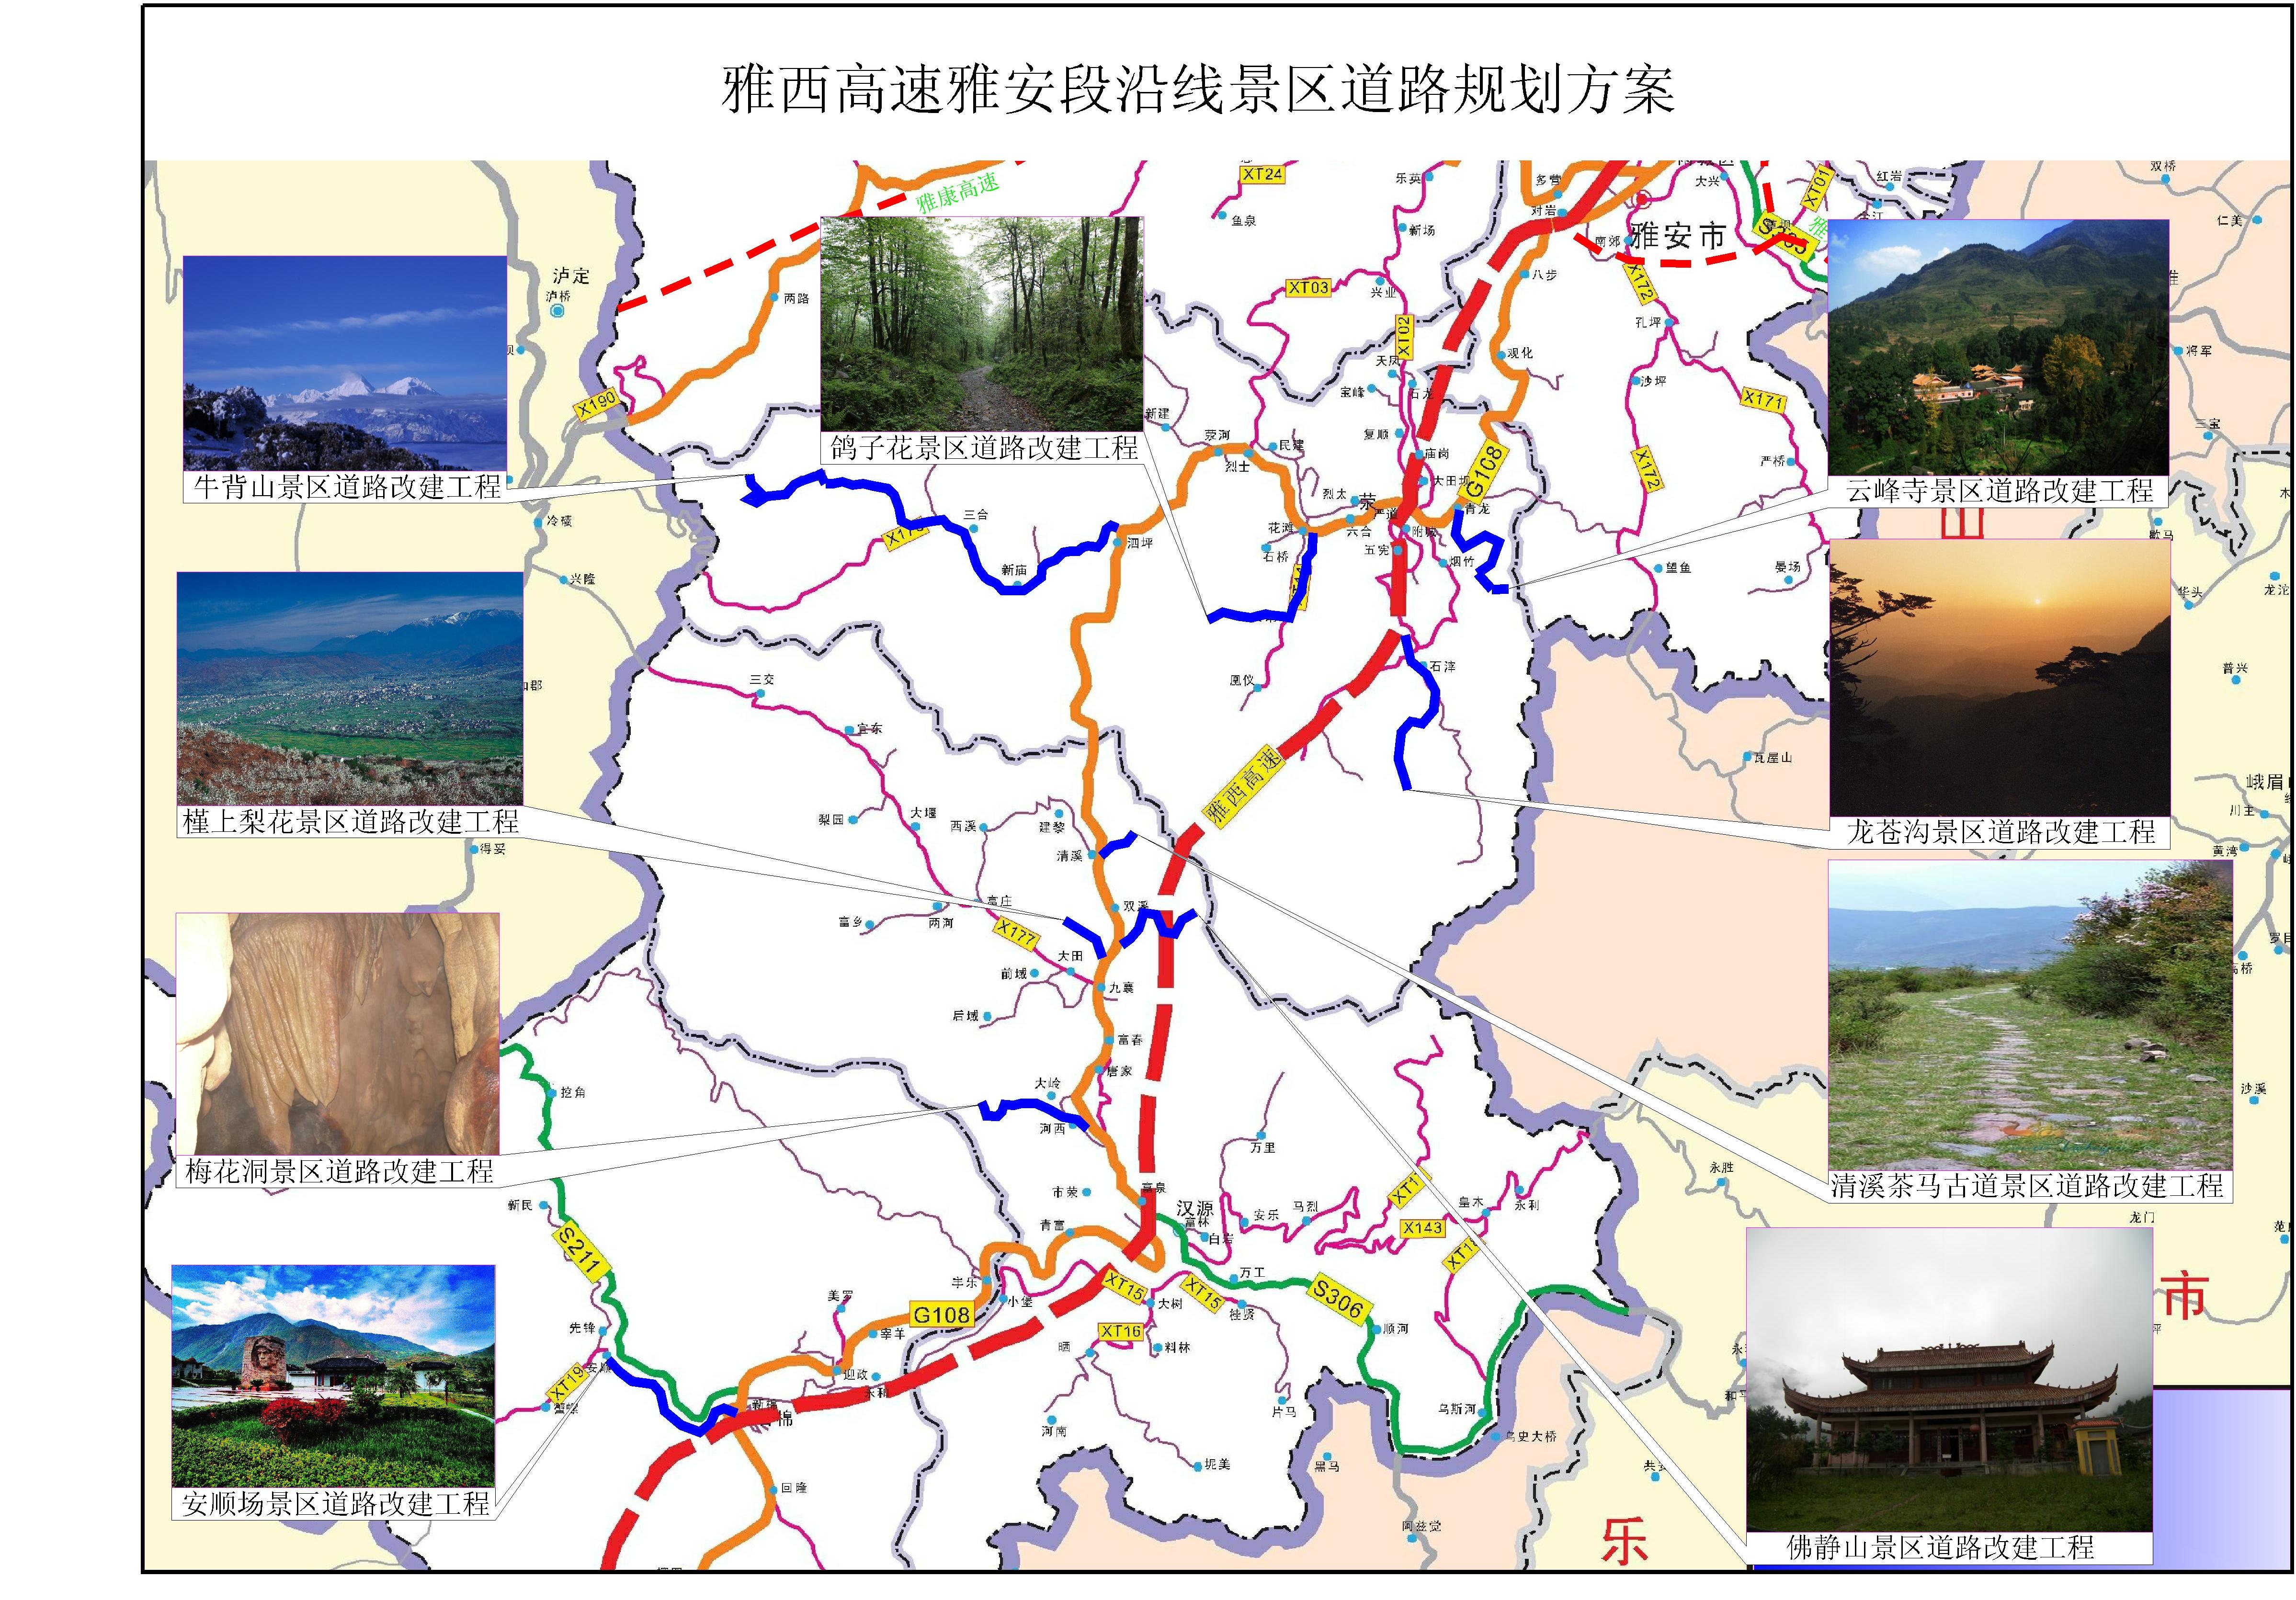 雅西高速雅安段沿线景区道路规划方案
雅康高速
XT24
鱼泉
乐英
新场
多营
对岩
大兴
XT01
红岩
双桥
仁美
泸定
泸桥
两路
XT03
兴业
八步
南郊
雅安市
X172
孔坪
X190
XT02
天凤
宝峰
石龙
观化
沙坪
X171
将军
三宝
新建
荥河
烈士
民建
复顺
庙岗
大田坝
G108
X172
严桥
鸽子花景区道路改建工程
牛背山景区道路改建工程
云峰寺景区道路改建工程
冷碛
三合
泗坪
烈太
荥
严道
青龙
花滩
六合
附城
石桥
五宪
烟竹
兴隆
新庙
望鱼
晏场
华头
龙沱
三交
凰仪
石滓
普兴
宜东
瓦屋山
峨眉
川主
雅西高速
梨园
大堰
西溪
建黎
清溪
黄湾
槿上梨花景区道路改建工程
龙苍沟景区道路改建工程
得妥
富庄
双溪
富乡
两河
X177
大田
前域
九襄
后域
富春
唐家
挖角
大岭
河西
沙溪
万里
梅花洞景区道路改建工程
清溪茶马古道景区道路改建工程
永胜
新民
市荥
富泉
汉源
富林
青富
白岩
安乐
马烈
XT1
X143
皇木
永利
龙门
S211
万工
丰乐
小堡
XT15
XT15
大树
桂贤
S306
顺河
市
美罗
G108
宰羊
XT16
料林
晒
先锋
安顺
XT19
蟹螺
迎政
永和
新棉
棉
片马
河南
乌斯河
乌史大桥
坭美
黑马
回隆
阿兹觉
乐
安顺场景区道路改建工程
佛静山景区道路改建工程